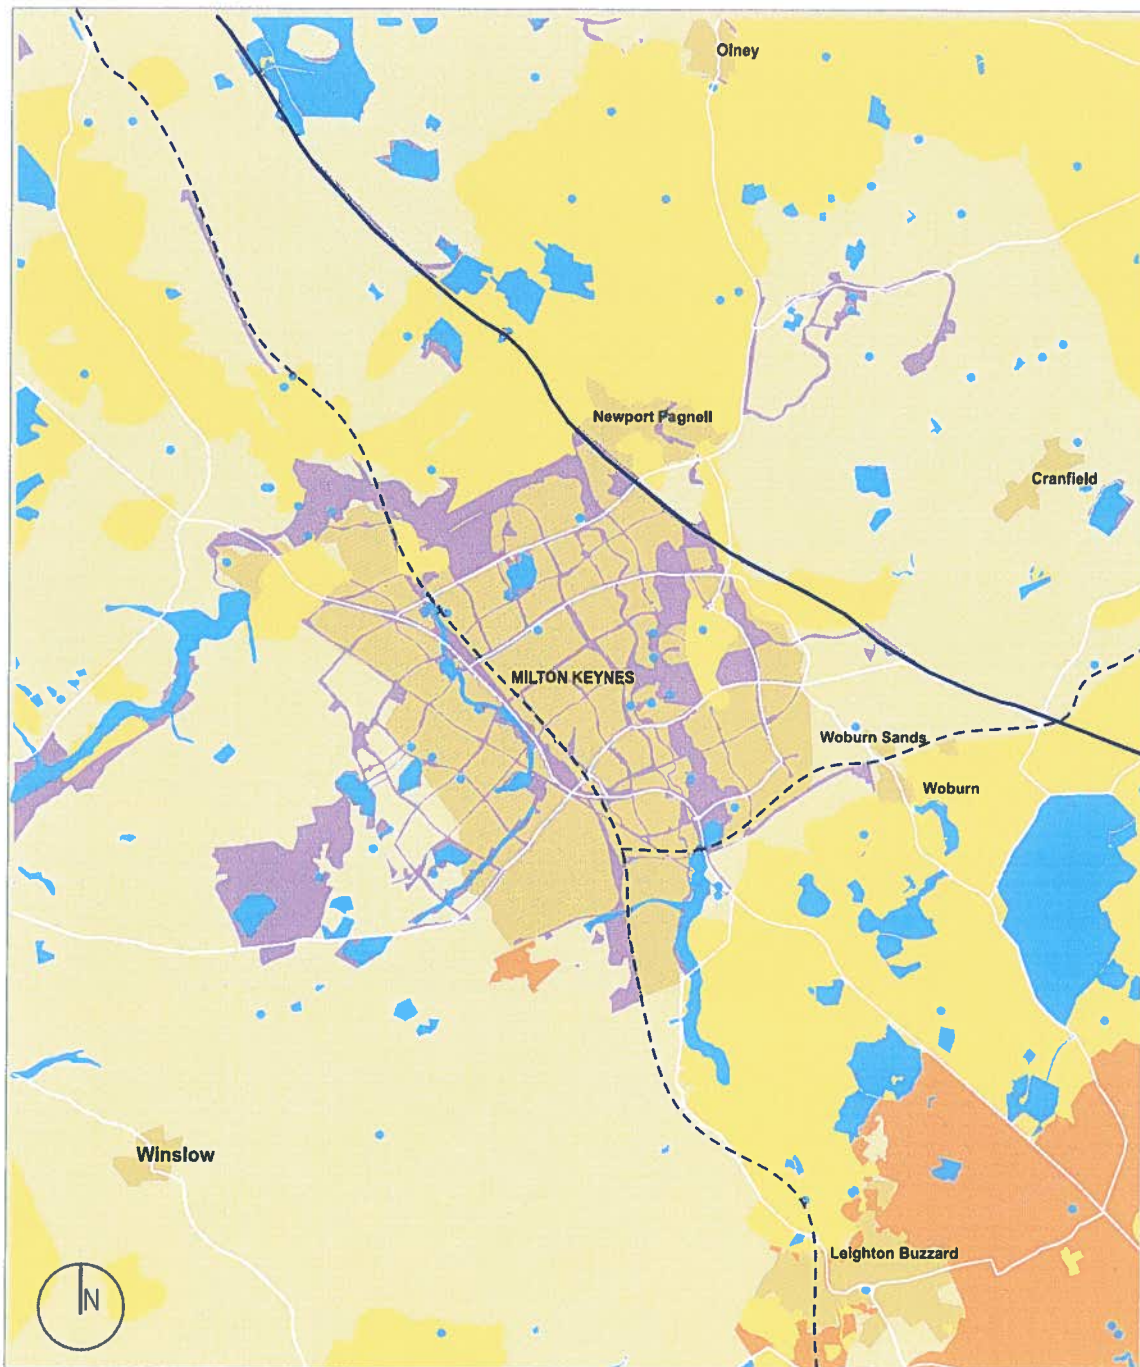 Olney
Newport Pagnell
Cranfield
MILTON KEYNES
Woburn Sands
Woburn
Winslow
Leighton Buzzard
N